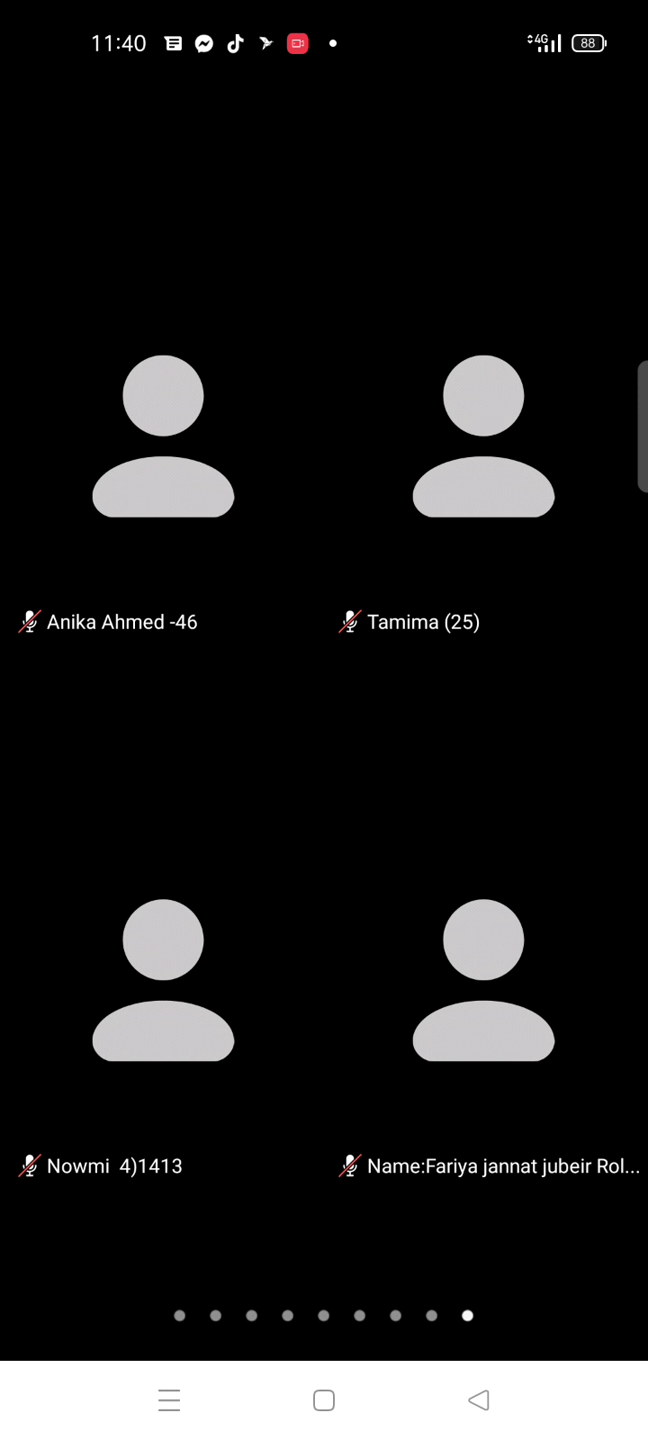 11:40 4G 88
Anika Ahmed -46
Tamima (25)
Nowmi  4)1413
Name:Fariya jannat jubeir Rol...